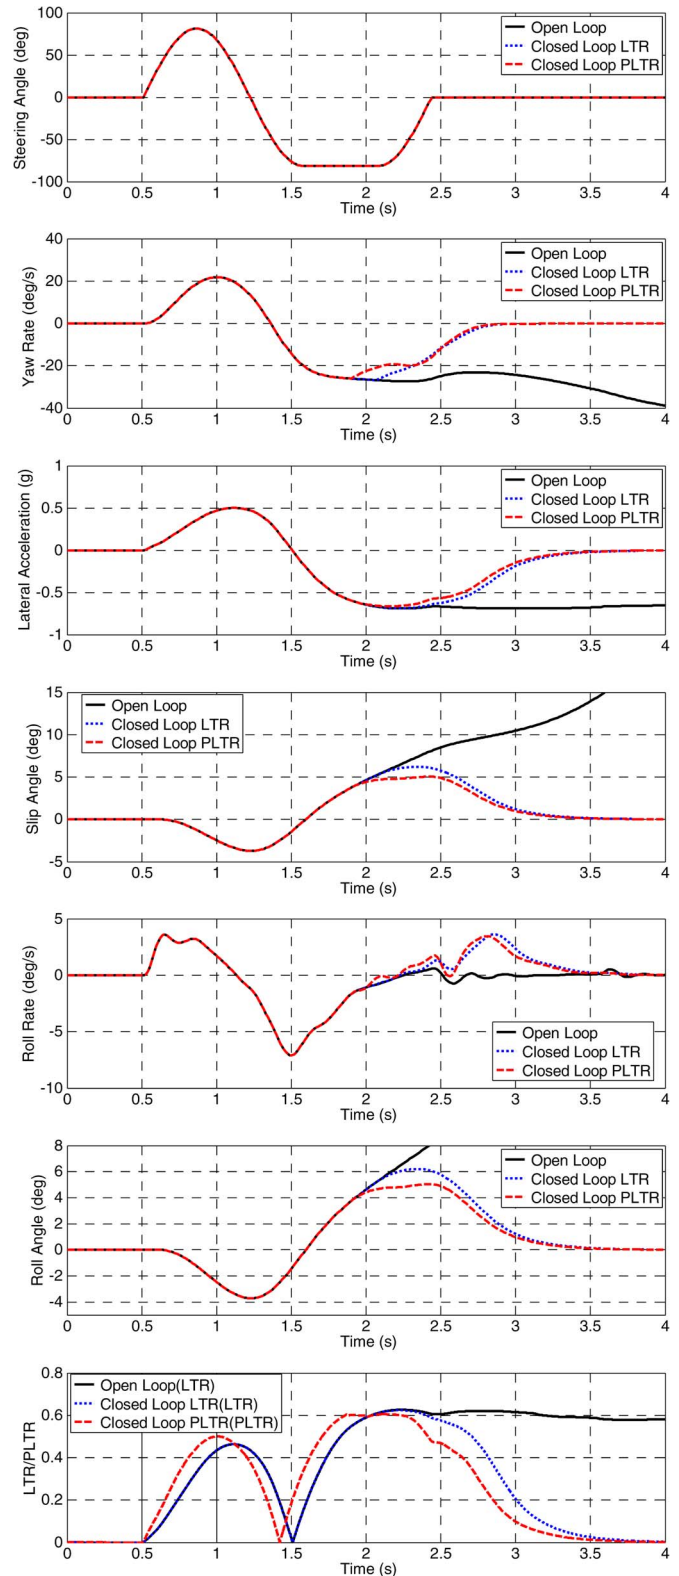 100
50
0
-50
-100
Steering Angle (deg)
Open Loop
Closed Loop LTR
Closed Loop PLTR
0 0.5 1 1.5 2 2.5 3 3.5 4
Time (s)
40
20
0
-20
-40
Yaw Rate (deg/s)
Open Loop
Closed Loop LTR
Closed Loop PLTR
0 0.5 1 1.5 2 2.5 3 3.5 4
Time (s)
1
0.5
0
-0.5
-1
Lateral Acceleration (g)
Open Loop
Closed Loop LTR
Closed Loop PLTR
0 0.5 1 1.5 2 2.5 3 3.5 4
Time (s)
15
10
5
0
-5
Slip Angle (deg)
Open Loop
Closed Loop LTR
Closed Loop PLTR
0 0.5 1 1.5 2 2.5 3 3.5 4
Time (s)
5
0
-5
-10
Roll Rate (deg/s)
Open Loop
Closed Loop LTR
Closed Loop PLTR
0 0.5 1 1.5 2 2.5 3 3.5 4
Time (s)
8
6
4
2
0
-2
-4
Roll Angle (deg)
Open Loop
Closed Loop LTR
Closed Loop PLTR
0 0.5 1 1.5 2 2.5 3 3.5 4
Time (s)
0.8
0.6
0.4
0.2
0
LTR/PLTR
Open Loop(LTR)
Closed Loop LTR(LTR)
Closed Loop PLTR(PLTR)
0 0.5 1 1.5 2 2.5 3 3.5 4
Time (s)